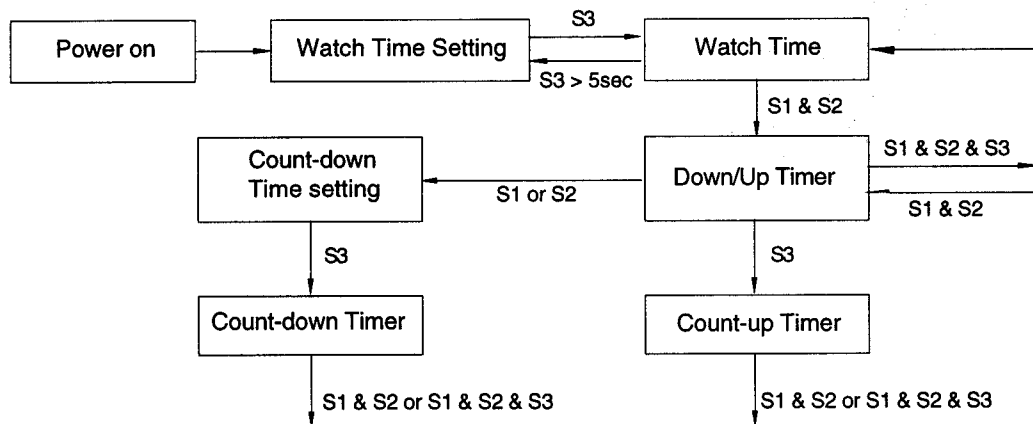 Power on
Watch Time Setting
S3
S3 > 5sec
Watch Time
S1 & S2
Count-down
Time setting
S1 or S2
Down/Up Timer
S1 & S2 & S3
S1 & S2
S3
S3
Count-down Timer
Count-up Timer
S1 & S2 or S1 & S2 & S3
S1 & S2 or S1 & S2 & S3